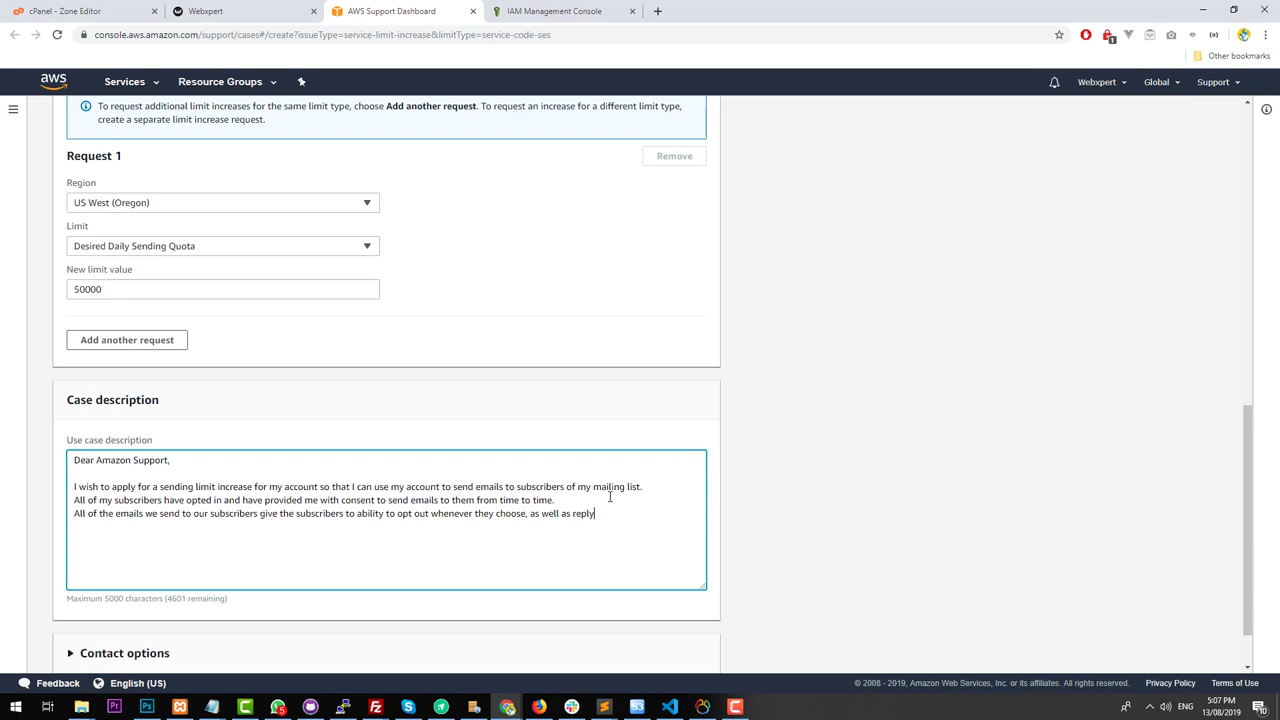 cPanel - Zone Editor
Webxpert
AWS Support Dashboard
IAM Management Console
console.aws.amazon.com/support/cases#/create?issueType=service-limit-increase&limitType=service-code-ses
1
Other bookmarks
aws
Services
Resource Groups
Webxpert
Global
Support
To request additional limit increases for the same limit type, choose Add another request. To request an increase for a different limit type,
create a separate limit increase request.
Request 1
Remove
Region
US West (Oregon)
Limit
Desired Daily Sending Quota
New limit value
50000
Add another request
Case description
Use case description
Dear Amazon Support,
I wish to apply for a sending limit increase for my account so that I can use my account to send emails to subscribers of my mailing list.
All of my subscribers have opted in and have provided me with consent to send emails to them from time to time.
All of the emails we send to our subscribers give the subscribers to ability to opt out whenever they choose, as well as reply
Maximum 5000 characters (4601 remaining)
Contact options
Feedback
English (US)
© 2008 - 2019, Amazon Web Services, Inc. or its affiliates. All rights reserved.
Privacy Policy
Terms of Use
ENG
5:07 PM
13/08/2019